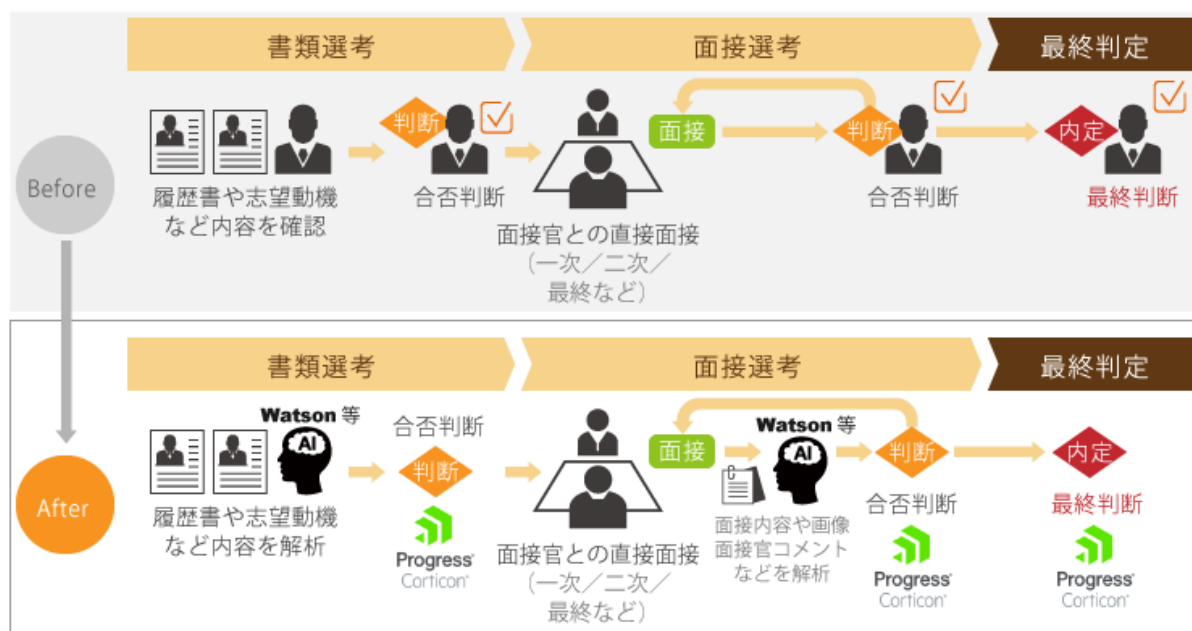 書類選考
面接選考
最終判定
Before
判断
面接
判断
内定
履歴書や志望動機
など内容を確認
合否判断
面接官との直接面接
(一次／二次／
最終など)
合否判断
最終判断
書類選考
面接選考
最終判定
After
Watson 等
AI
合否判断
判断
履歴書や志望動機
など内容を解析
Progress®
Corticon®
面接
面接官との直接面接
(一次／二次／
最終など)
Watson 等
AI
面接内容や画像
面接官コメント
などを解析
判断
合否判断
Progress®
Corticon®
内定
最終判断
Progress®
Corticon®